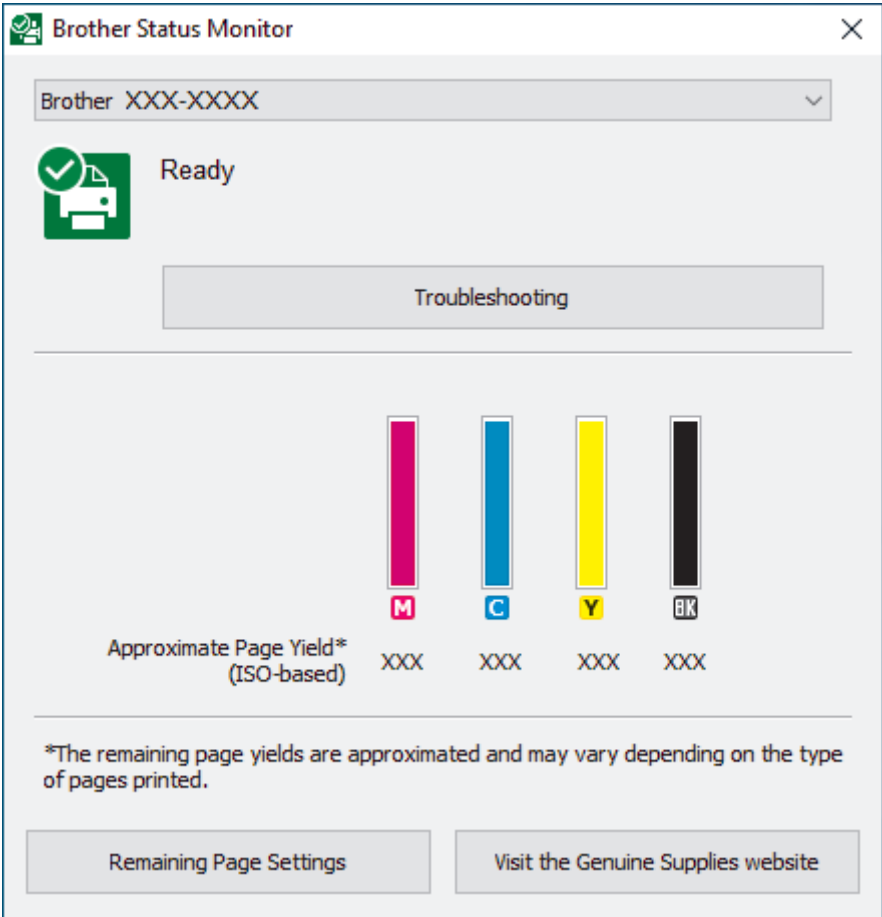 Brother Status Monitor
Brother XXX-XXXX
Ready
Troubleshooting
M C Y BK
Approximate Page Yield*
(ISO-based) XXX XXX XXX XXX
*The remaining page yields are approximated and may vary depending on the type
of pages printed.
Remaining Page Settings
Visit the Genuine Supplies website